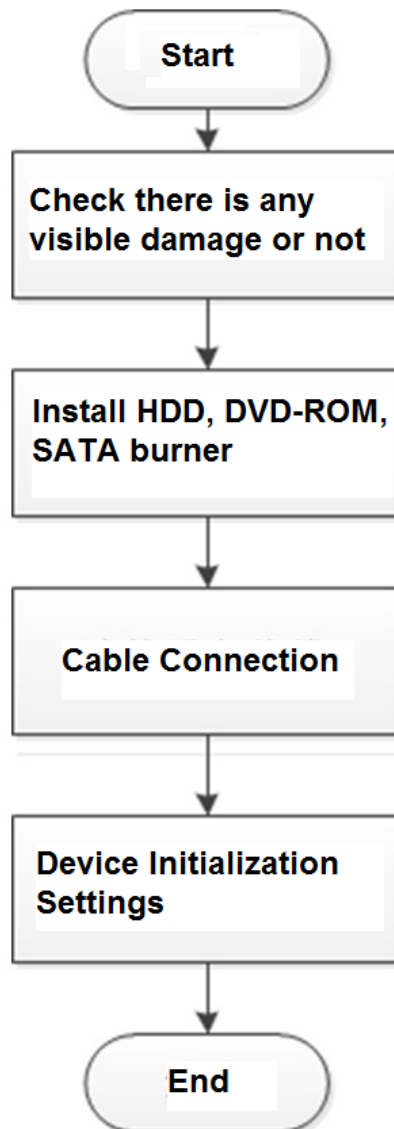 Start
Check there is any
visible damage or not
Install HDD, DVD-ROM,
SATA burner
Cable Connection
Device Initialization
Settings
End